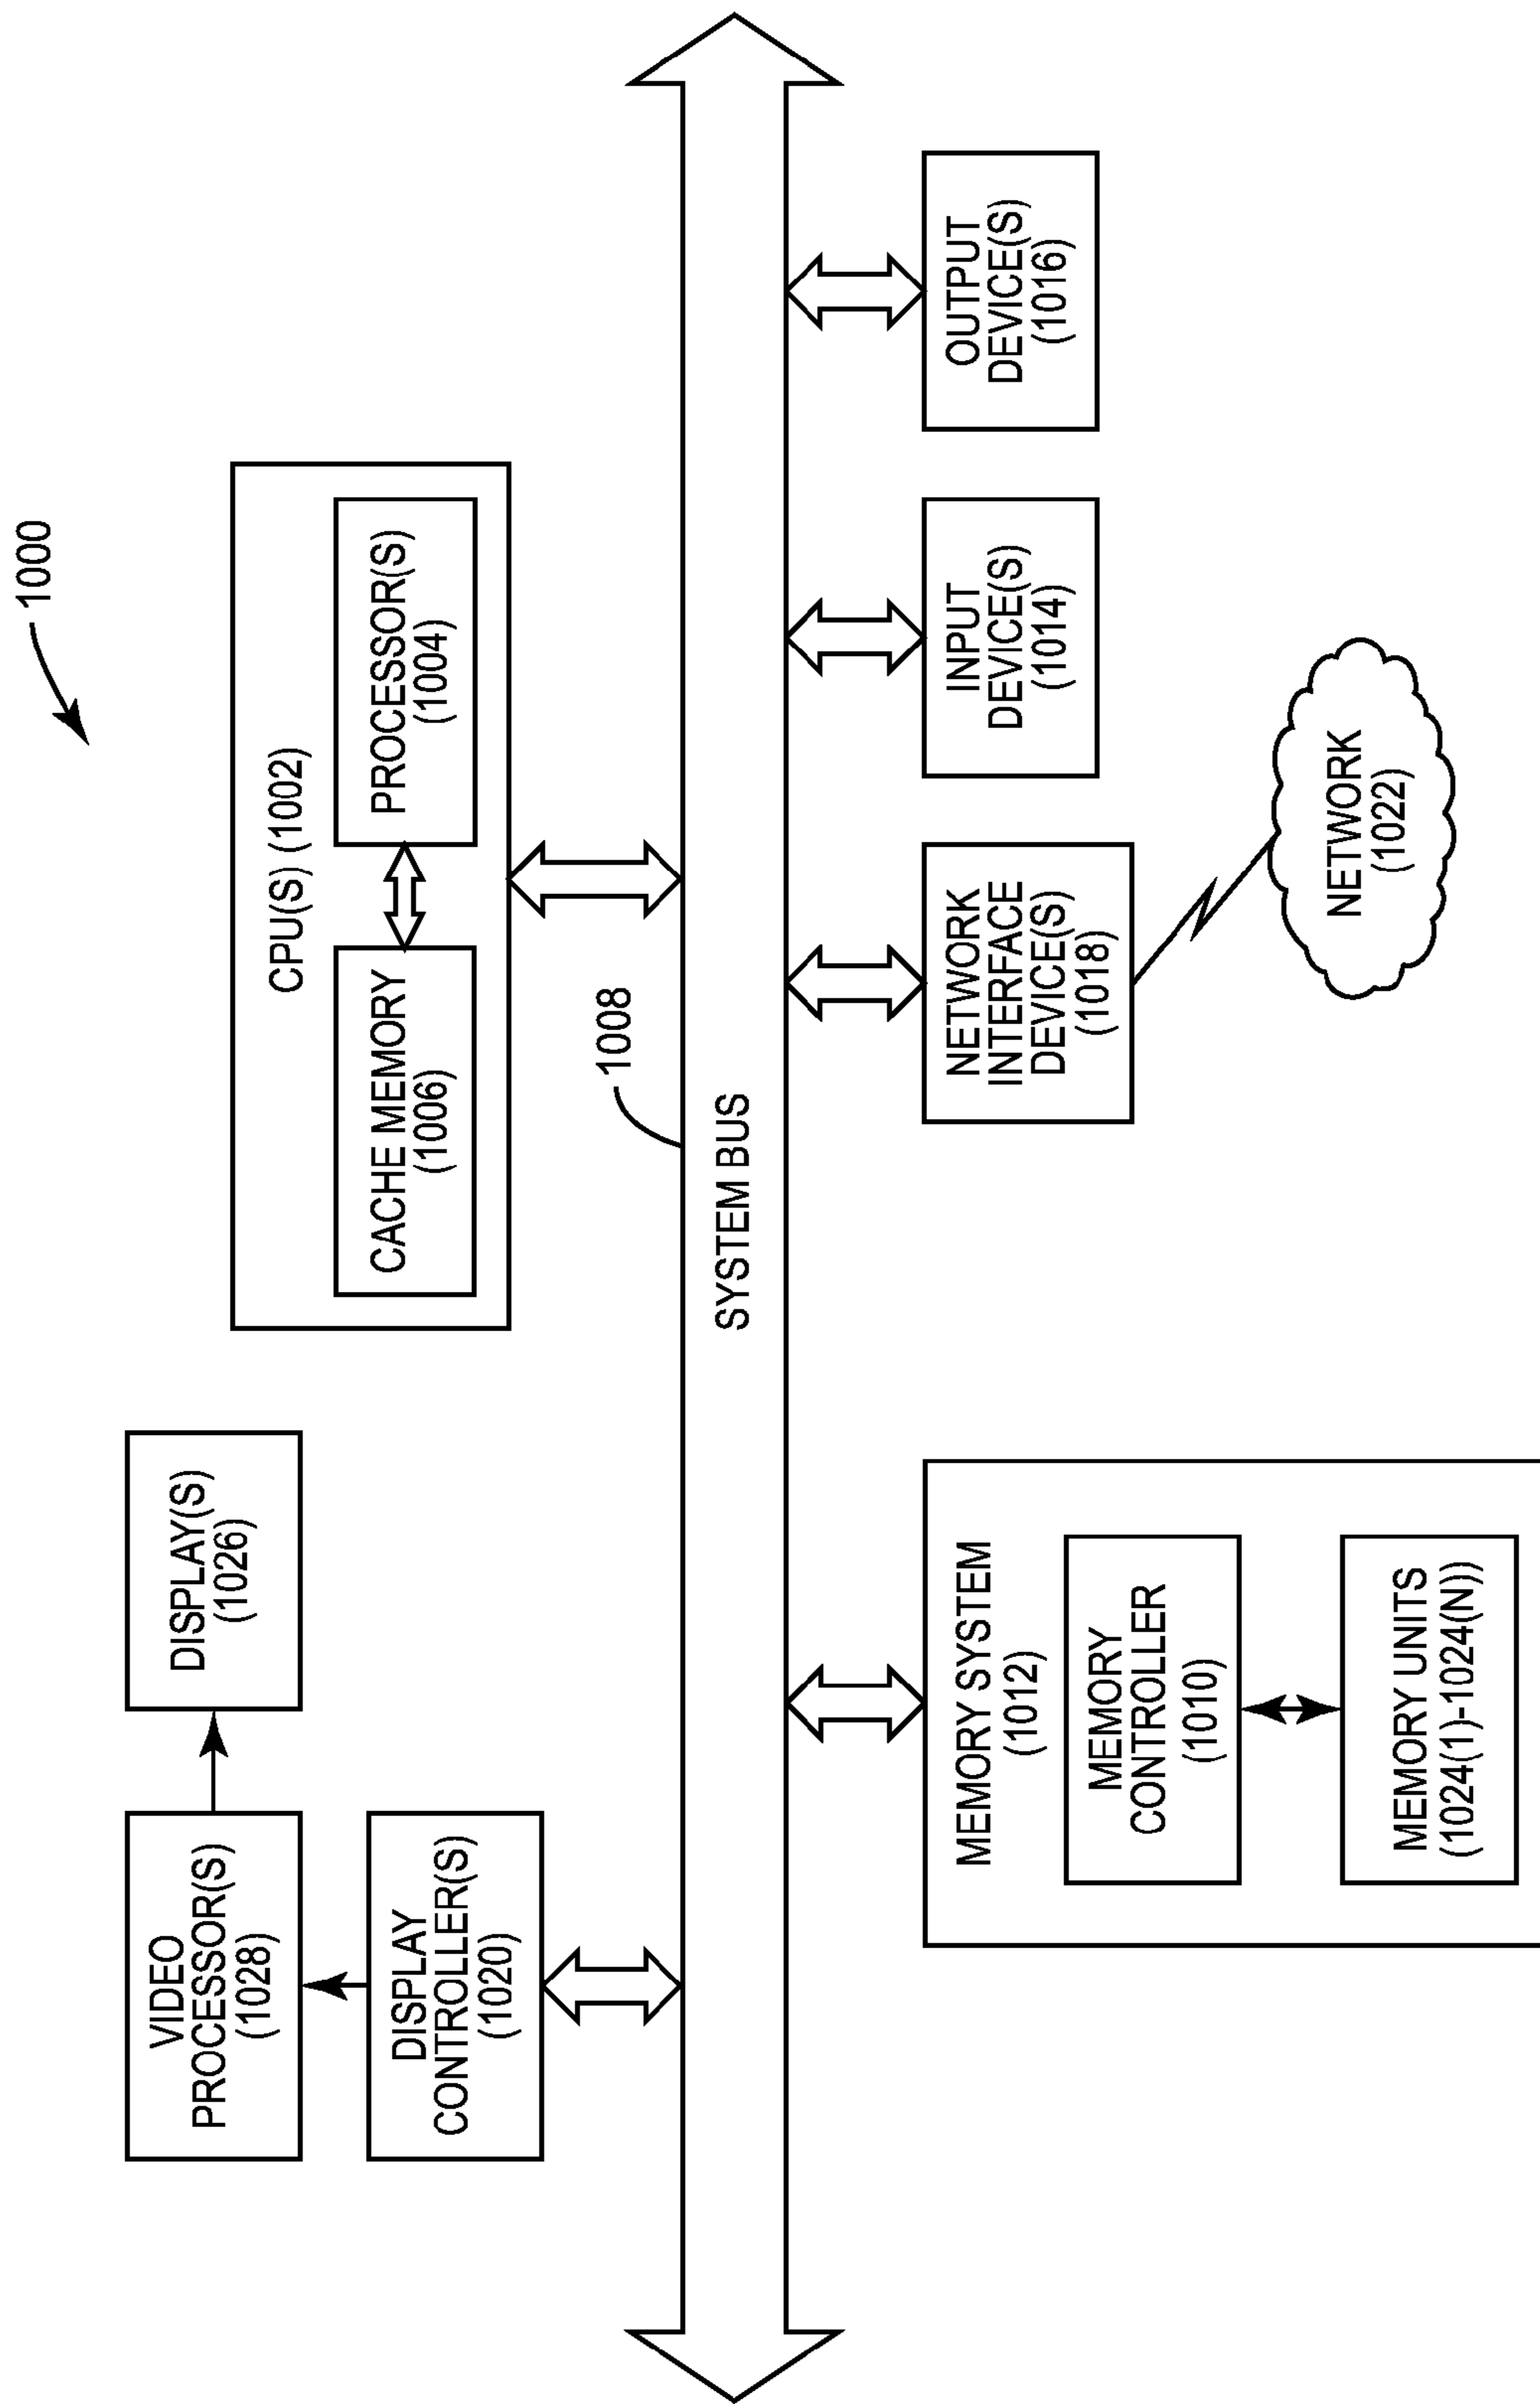 1000
VIDEO
PROCESSOR(S)
(1028)
DISPLAY(S)
(1026)
DISPLAY
CONTROLLER(S)
(1020)
CPU(S) (1002)
CACHE MEMORY
(1006)
PROCESSOR(S)
(1004)
1008
SYSTEM BUS
MEMORY SYSTEM
(1012)
MEMORY
CONTROLLER
(1010)
MEMORY UNITS
(1024(1)-1024(N))
NETWORK
INTERFACE
DEVICE(S)
(1018)
INPUT
DEVICE(S)
(1014)
OUTPUT
DEVICE(S)
(1016)
NETWORK
(1022)